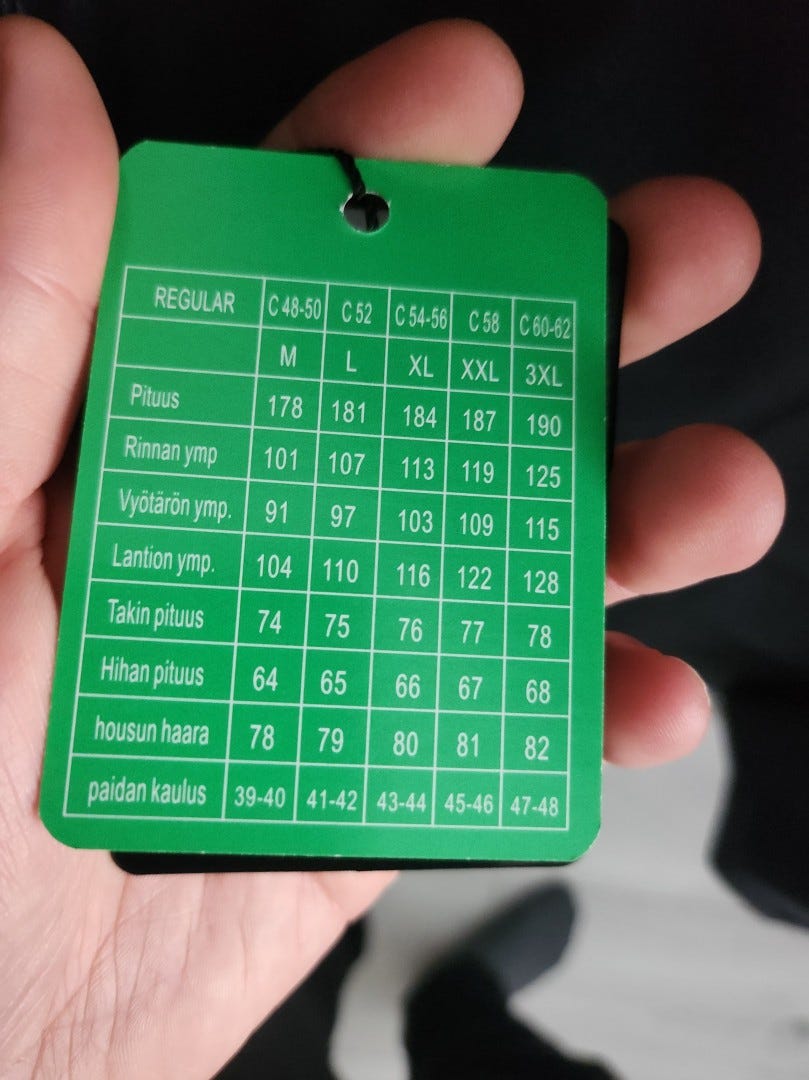 REGULAR C 48-50 C 52 C 54-56 C 58 C 60-62
M L XL XXL 3XL
Pituus 178 181 184 187 190
Rinnan ymp 101 107 113 119 125
Vyötärön ymp. 91 97 103 109 115
Lantion ymp. 104 110 116 122 128
Takin pituus 74 75 76 77 78
Hihan pituus 64 65 66 67 68
housun haara 78 79 80 81 82
paidan kaulus 39-40 41-42 43-44 45-46 47-48